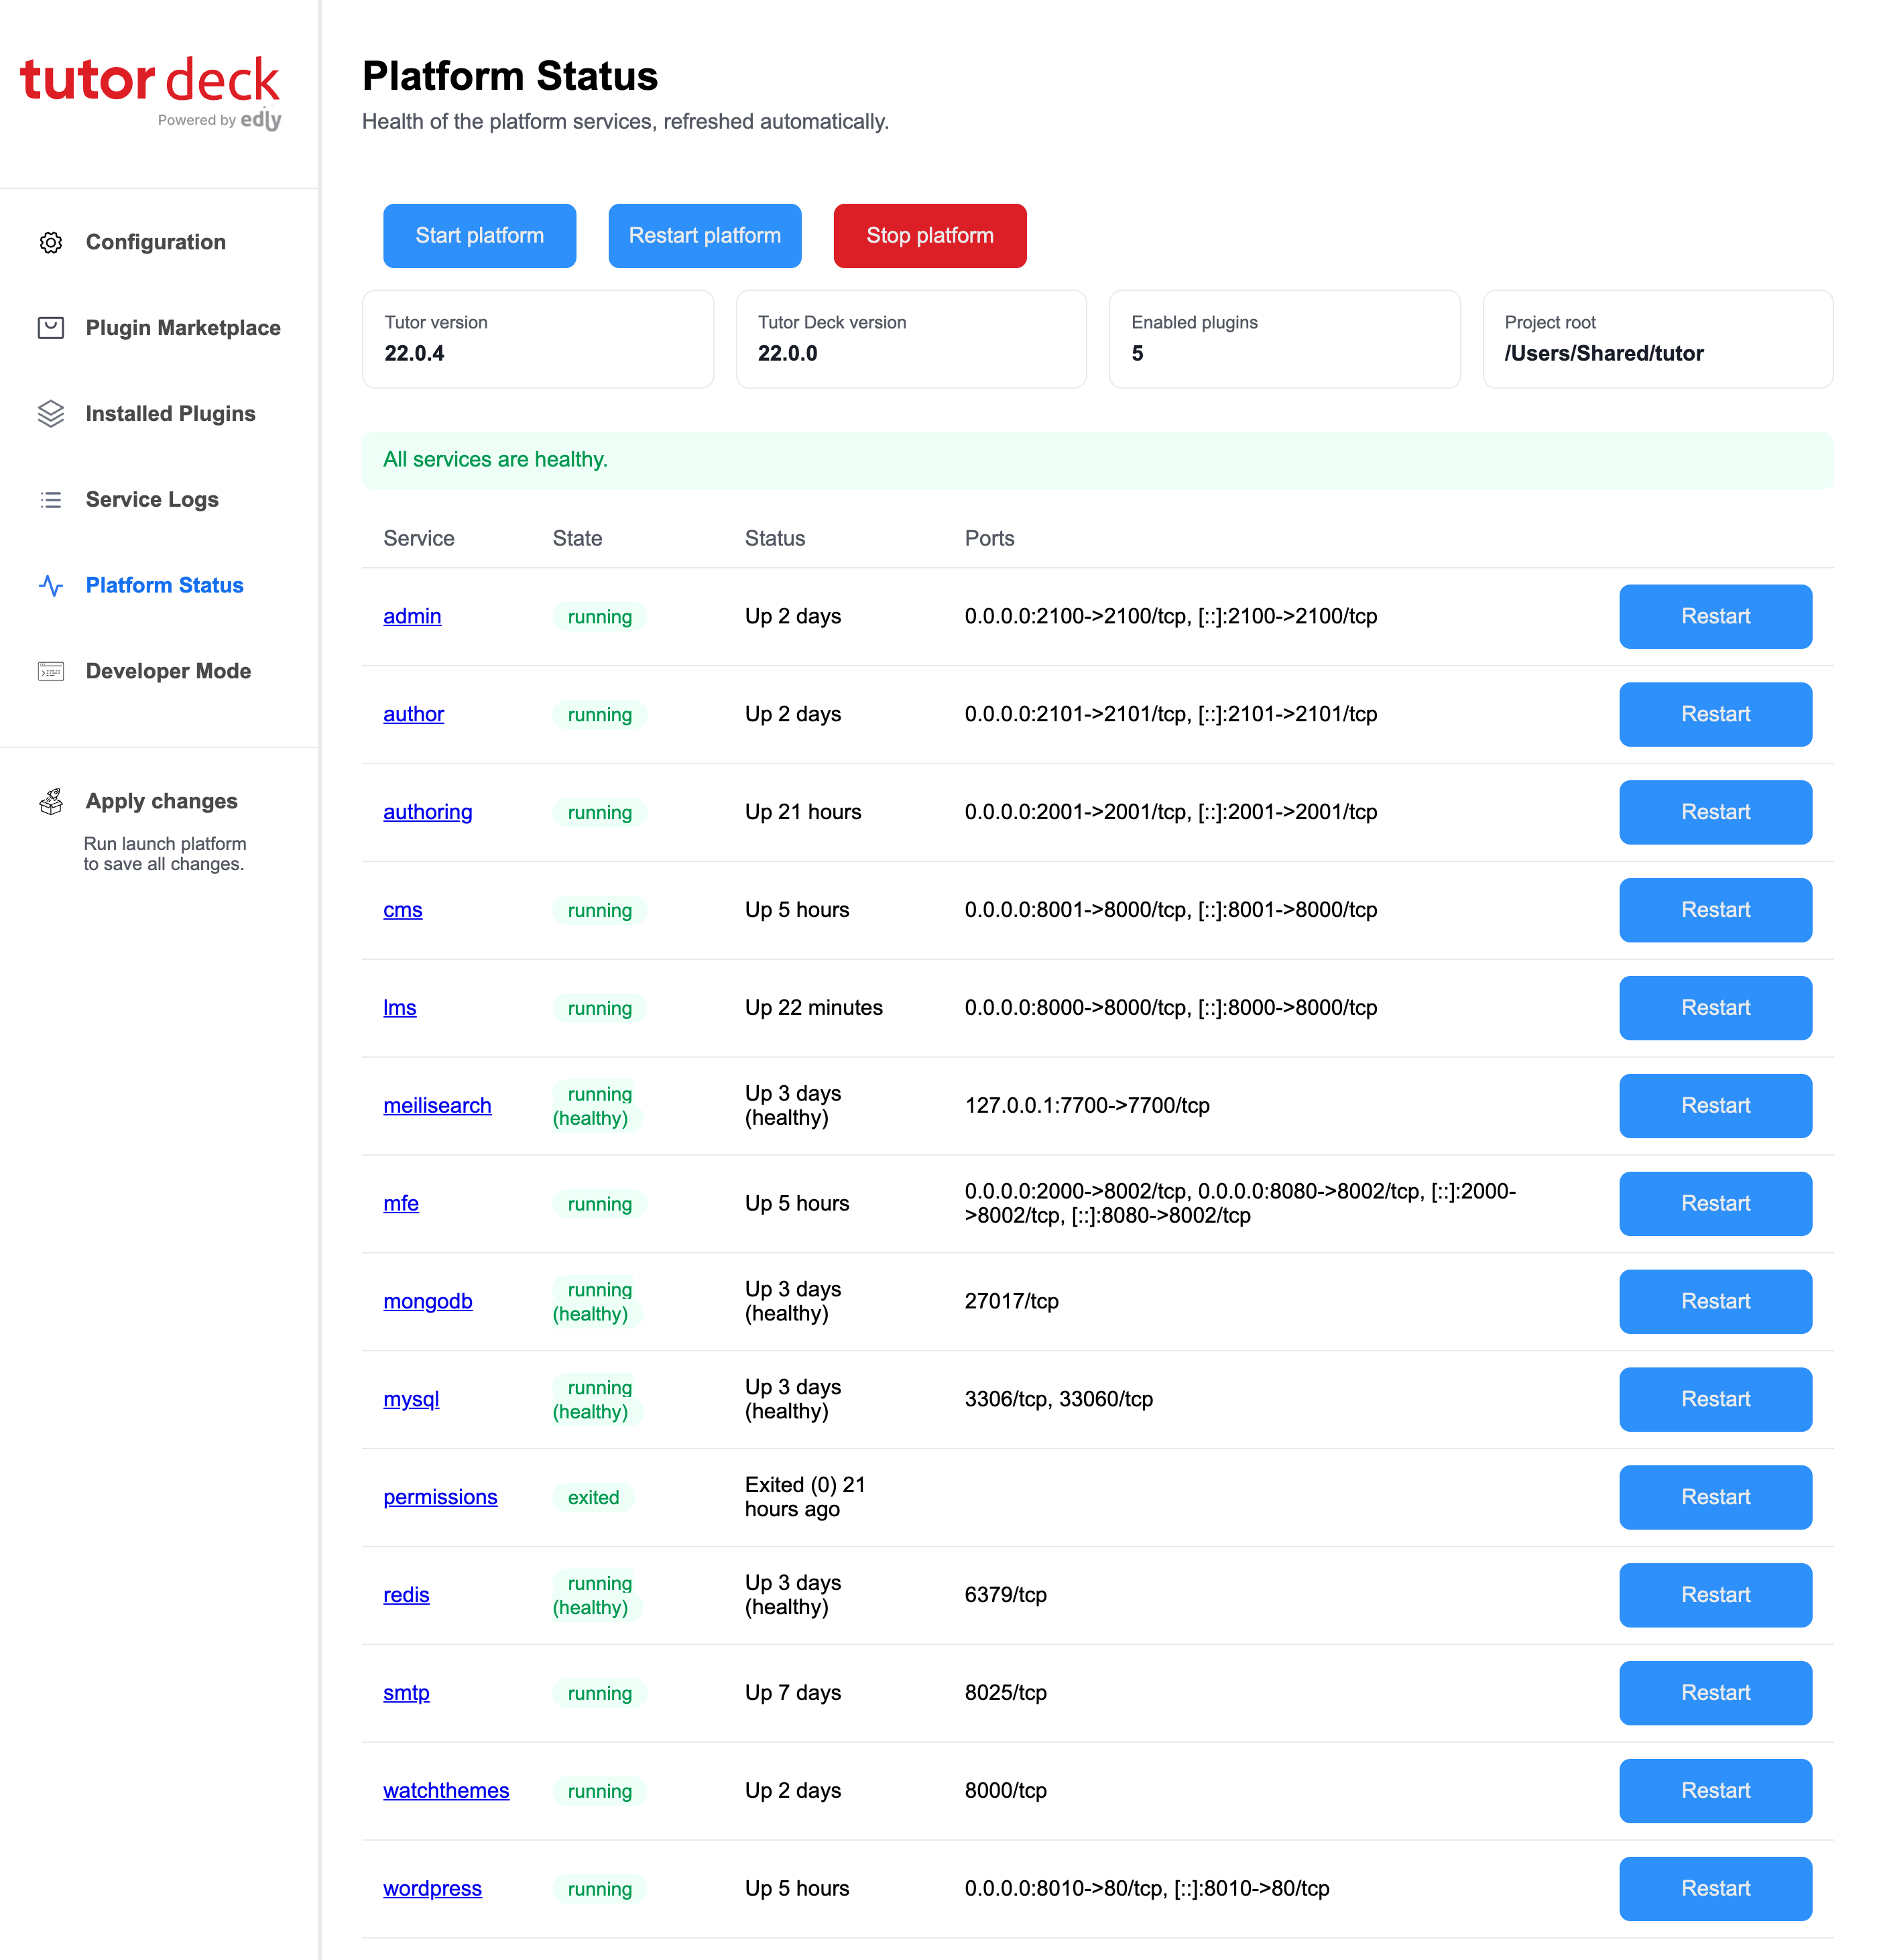 tutor deck
Powered by edly
Configuration
Plugin Marketplace
Installed Plugins
Service Logs
Platform Status
Developer Mode
Apply changes
Run launch platform
to save all changes.
Platform Status
Health of the platform services, refreshed automatically.
Start platform Restart platform Stop platform
Tutor version Tutor Deck version Enabled plugins Project root
22.0.4 22.0.0 5 /Users/Shared/tutor
All services are healthy.
Service State Status Ports
admin running Up 2 days 0.0.0.0:2100->2100/tcp, [::]:2100->2100/tcp Restart
author running Up 2 days 0.0.0.0:2101->2101/tcp, [::]:2101->2101/tcp Restart
authoring running Up 21 hours 0.0.0.0:2001->2001/tcp, [::]:2001->2001/tcp Restart
cms running Up 5 hours 0.0.0.0:8001->8000/tcp, [::]:8001->8000/tcp Restart
lms running Up 22 minutes 0.0.0.0:8000->8000/tcp, [::]:8000->8000/tcp Restart
meilisearch running Up 3 days 127.0.0.1:7700->7700/tcp Restart
(healthy) (healthy)
mfe running Up 5 hours 0.0.0.0:2000->8002/tcp, 0.0.0.0:8080->8002/tcp, [::]:2000- Restart
>8002/tcp, [::]:8080->8002/tcp
mongodb running Up 3 days 27017/tcp Restart
(healthy) (healthy)
mysql running Up 3 days 3306/tcp, 33060/tcp Restart
(healthy) (healthy)
permissions exited Exited (0) 21 Restart
hours ago
redis running Up 3 days 6379/tcp Restart
(healthy) (healthy)
smtp running Up 7 days 8025/tcp Restart
watchthemes running Up 2 days 8000/tcp Restart
wordpress running Up 5 hours 0.0.0.0:8010->80/tcp, [::]:8010->80/tcp Restart